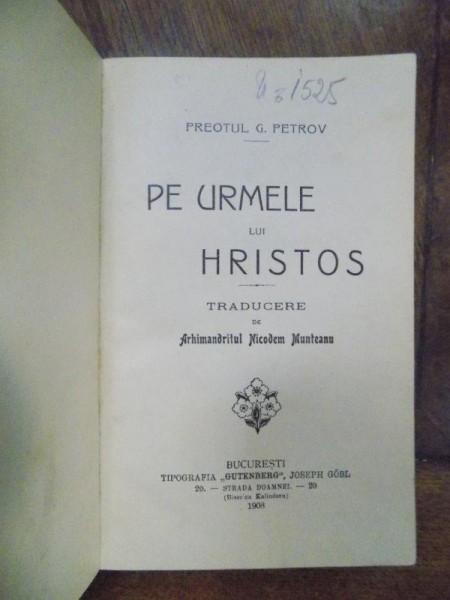 1525
PREOTUL G. PETROV
PE URMELE
LUI
HRISTOS
TRADUCERE
DE
Arhimandritul Nicodem Munteanu
BUCUREȘTI
TIPOGRAFIA „GUTENBERG”, JOSEPH GÖBL
20. — STRADA DOAMNEI. — 20
(Biserica Kalinderu)
1908